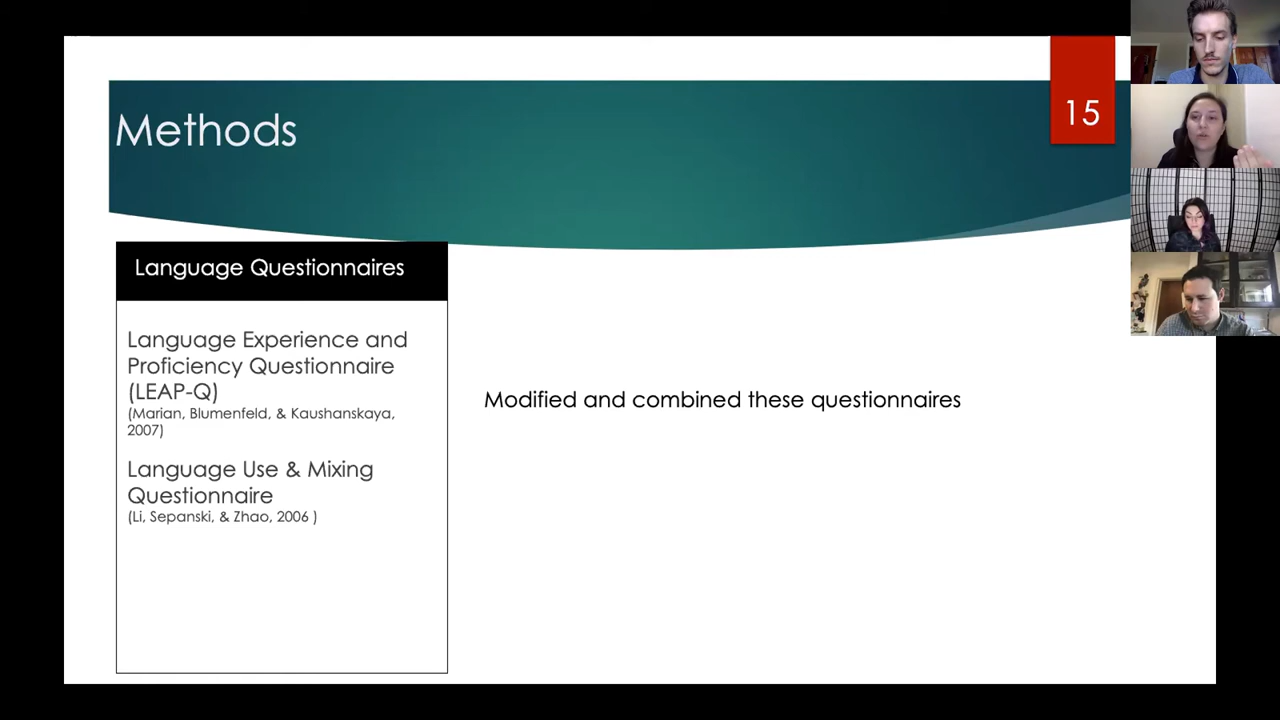 Methods
15
Language Questionnaires
Language Experience and
Proficiency Questionnaire
(LEAP-Q)
(Marian, Blumenfeld, & Kaushanskaya,
2007)
Language Use & Mixing
Questionnaire
(Li, Sepanski, & Zhao, 2006 )
Modified and combined these questionnaires